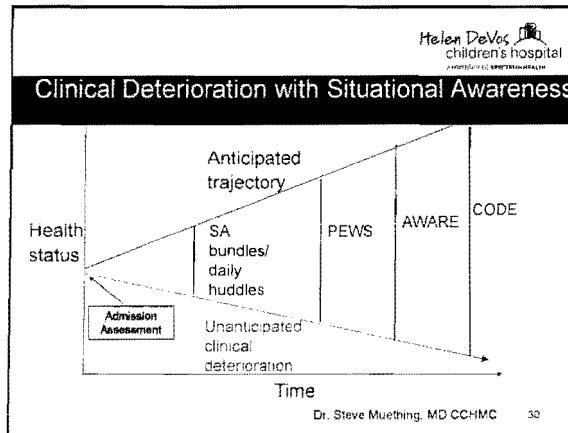 Helen DeVos
children's hospital
Clinical Deterioration with Situational Awareness
Anticipated
trajectory
CODE
AWARE
PEWS
Health
status
SA
bundles/
daily
huddles
Admission
Assessment
Unanticipated
clinical
deterioration
Time
Dr. Steve Muething, MD CCHMC
30